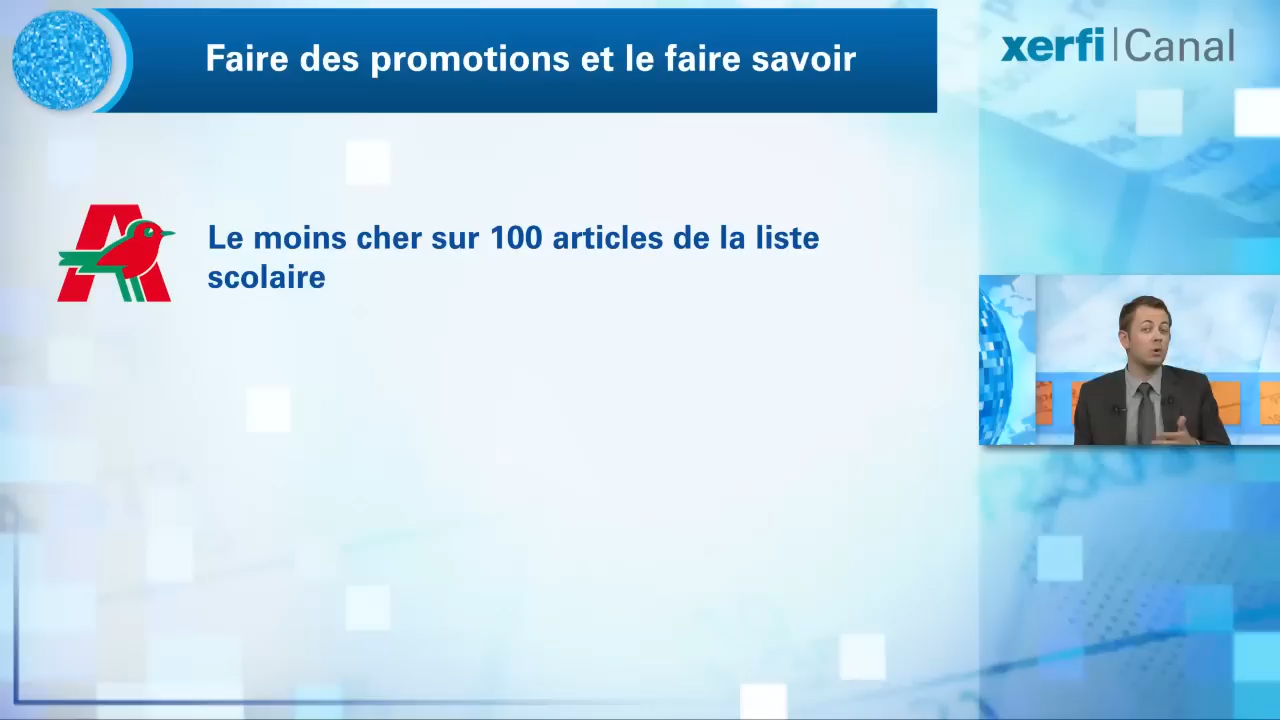 Faire des promotions et le faire savoir
xerfi Canal
Le moins cher sur 100 articles de la liste
scolaire